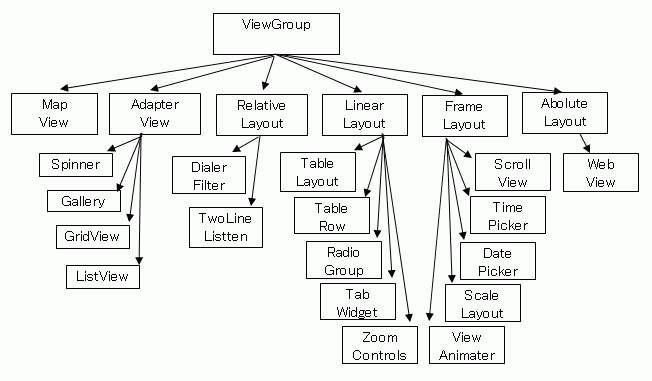 ViewGroup
Map
View
Adapter
View
Relative
Layout
Linear
Layout
Frame
Layout
Abolute
Layout
Spinner
Gallery
GridView
ListView
Dialer
Filter
TwoLine
Listten
Table
Layout
Table
Row
Radio
Group
Tab
Widget
Zoom
Controls
Scroll
View
Time
Picker
Date
Picker
Scale
Layout
View
Animater
Web
View